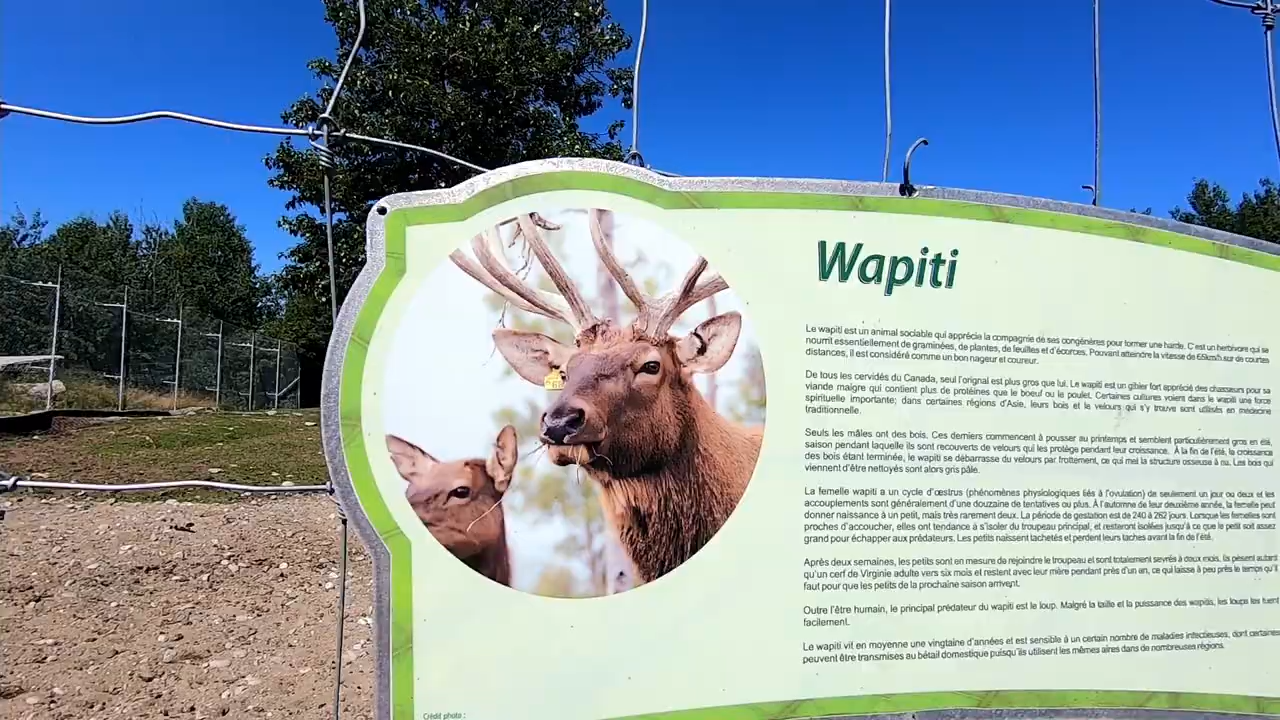 Wapiti
Le wapiti est un animal sociable qui apprécie la compagnie de ses congénères pour former une harde. C'est un herbivore qui se
nourrit essentiellement de graminées, de plantes, de feuilles et d'écorces. Pouvant atteindre la vitesse de 65km/h sur de courtes
distances, il est considéré comme un bon nageur et coureur.
De tous les cervidés du Canada, seul l'orignal est plus gros que lui. Le wapiti est un gibier fort apprécié des chasseurs pour sa
viande maigre qui contient plus de protéines que le boeuf ou le poulet. Certaines cultures voient dans le wapiti une force
spirituelle importante; dans certaines régions d'Asie, leurs bois et le velours qui s'y trouve sont utilisés en médecine
traditionnelle.
Seuls les mâles ont des bois. Ces derniers commencent à pousser au printemps et semblent particulièrement gros en été,
saison pendant laquelle ils sont recouverts de velours qui les protège pendant leur croissance. À la fin de l'été, la croissance
des bois étant terminée, le wapiti se débarrasse du velours par frottement, ce qui met la structure osseuse à nu. Les bois qui
viennent d'être nettoyés sont alors gris pâle.
La femelle wapiti a un cycle d'œstrus (phénomènes physiologiques liés à l'ovulation) de seulement un jour ou deux et les
accouplements sont généralement d'une douzaine de tentatives ou plus. À l'automne de leur deuxième année, la femelle peut
donner naissance à un petit, mais très rarement deux. La période de gestation est de 240 à 262 jours. Lorsque les femelles sont
proches d'accoucher, elles ont tendance à s'isoler du troupeau principal, et resteront isolées jusqu'à ce que le petit soit assez
grand pour échapper aux prédateurs. Les petits naissent tachetés et perdent leurs taches avant la fin de l'été.
Après deux semaines, les petits sont en mesure de rejoindre le troupeau et sont totalement sevrés à deux mois. Ils pèsent autant
qu'un cerf de Virginie adulte vers six mois et restent avec leur mère pendant près d'un an, ce qui laisse à peu près le temps qu'il
faut pour que les petits de la prochaine saison arrivent.
Outre l'être humain, le principal prédateur du wapiti est le loup. Malgré la taille et la puissance des wapitis, les loups les tuent
facilement.
Le wapiti vit en moyenne une vingtaine d'années et est sensible à un certain nombre de maladies infectieuses, dont certaines
peuvent être transmises au bétail domestique puisqu'ils utilisent les mêmes aires dans de nombreuses régions.
Crédit photo :